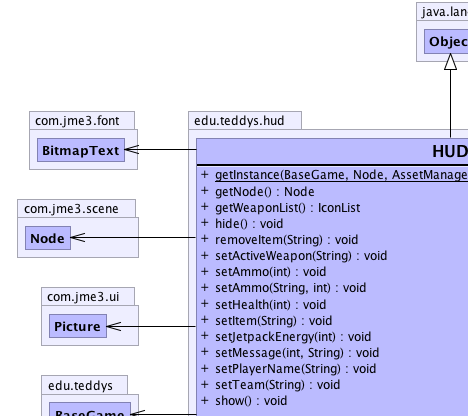 java.lan
Objec
com.jme3.font
BitmapText
edu.teddys.hud
HUD
+ getInstance(BaseGame, Node, AssetManage
+ getNode() : Node
+ getWeaponList() : IconList
+ hide() : void
+ removeItem(String) : void
+ setActiveWeapon(String) : void
+ setAmmo(int) : void
+ setAmmo(String, int) : void
+ setHealth(int) : void
+ setItem(String) : void
+ setJetpackEnergy(int) : void
+ setMessage(int, String) : void
+ setPlayerName(String) : void
+ setTeam(String) : void
+ show() : void
com.jme3.scene
Node
com.jme3.ui
Picture
edu.teddys
BaseGame